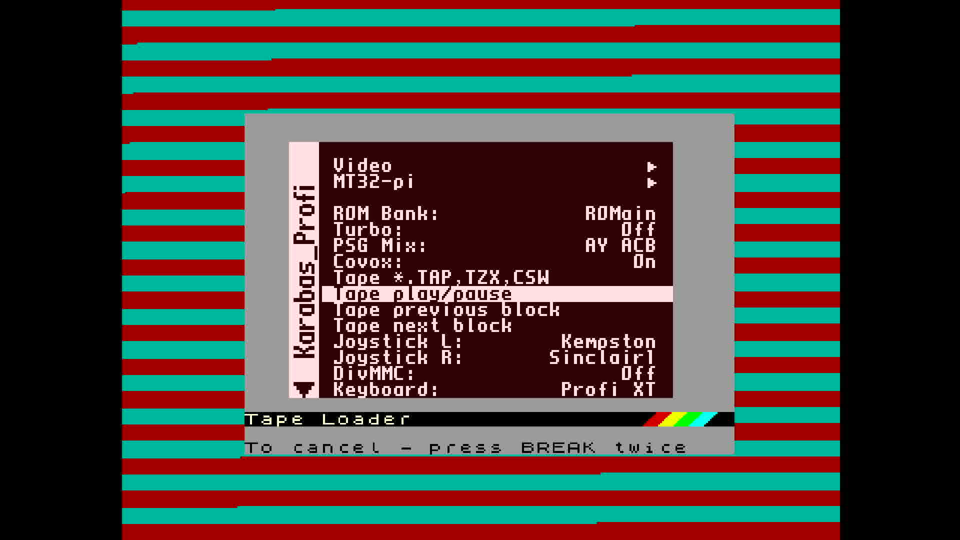 Karabas_Profi
Video
MT32-pi
ROM Bank: ROMain
Turbo: Off
PSG Mix: AY ACB
Covox: On
Tape *.TAP,TZX,CSW
Tape play/pause
Tape previous block
Tape next block
Joystick L: Kempston
Joystick R: Sinclair1
DivMMC: Off
Keyboard: Profi XT
Tape Loader
To cancel - press BREAK twice